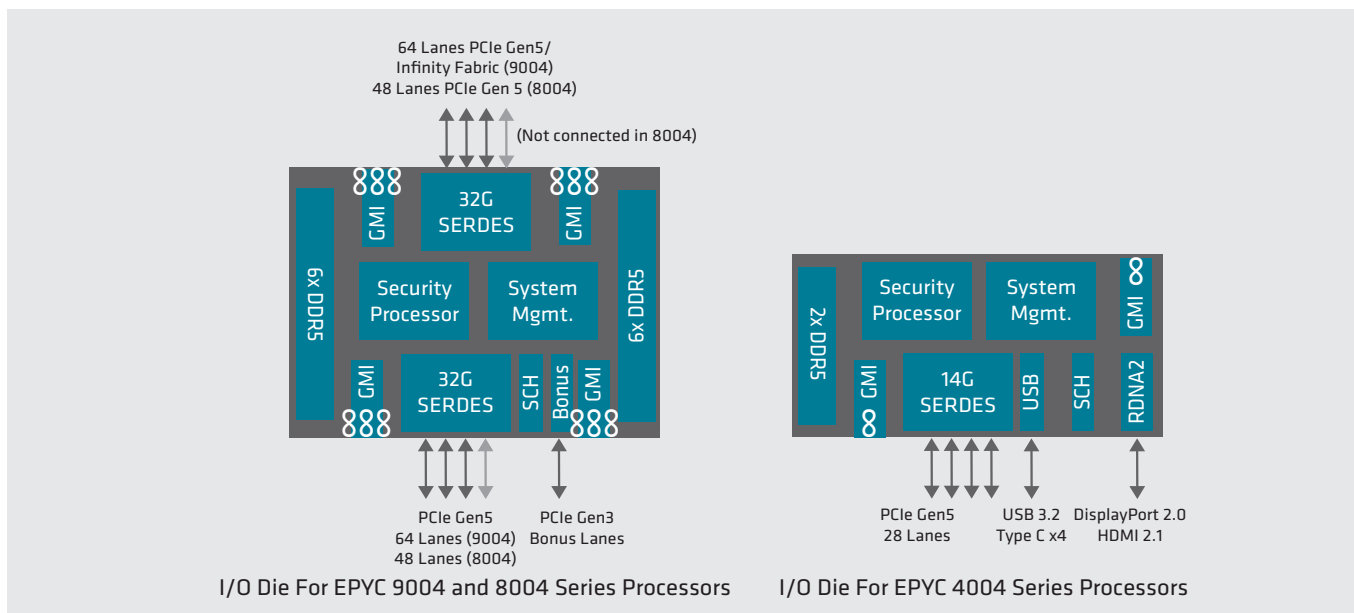 64 Lanes PCIe Gen5/
Infinity Fabric (9004)
48 Lanes PCIe Gen 5 (8004)
(Not connected in 8004)
6x DDR5
GMI
32G
SERDES
GMI
6x DDR5
Security
Processor
System
Mgmt.
GMI
32G
SERDES
SCH
Bonus
GMI
PCIe Gen5
64 Lanes (9004)
48 Lanes (8004)
PCIe Gen3
Bonus Lanes
I/O Die For EPYC 9004 and 8004 Series Processors
2x DDR5
Security
Processor
System
Mgmt.
GMI
GMI
14G
SERDES
USB
SCH
RDNA2
PCIe Gen5
28 Lanes
USB 3.2
Type C x4
DisplayPort 2.0
HDMI 2.1
I/O Die For EPYC 4004 Series Processors